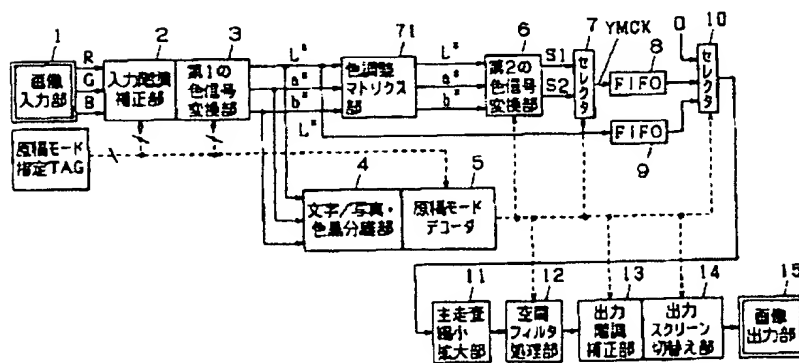 1
画像
入力部
R
G
B
2
入力階調
補正部
3
第1の
色信号
変換部
L*
a*
b*
L*
71
色調整
マトリクス
部
L*
a*
b*
6
第2の
色信号
変換部
S1
S2
7
セレクタ
YMCK
8
FIFO
9
FIFO
0
10
セレクタ
原稿モード
指定TAG
4
文字/写真・
色黒分離部
5
原稿モード
デコーダ
11
主走査
縮小
拡大部
12
空間
フィルタ
処理部
13
出力
階調
補正部
14
出力
スクリーン
切替え部
15
画像
出力部